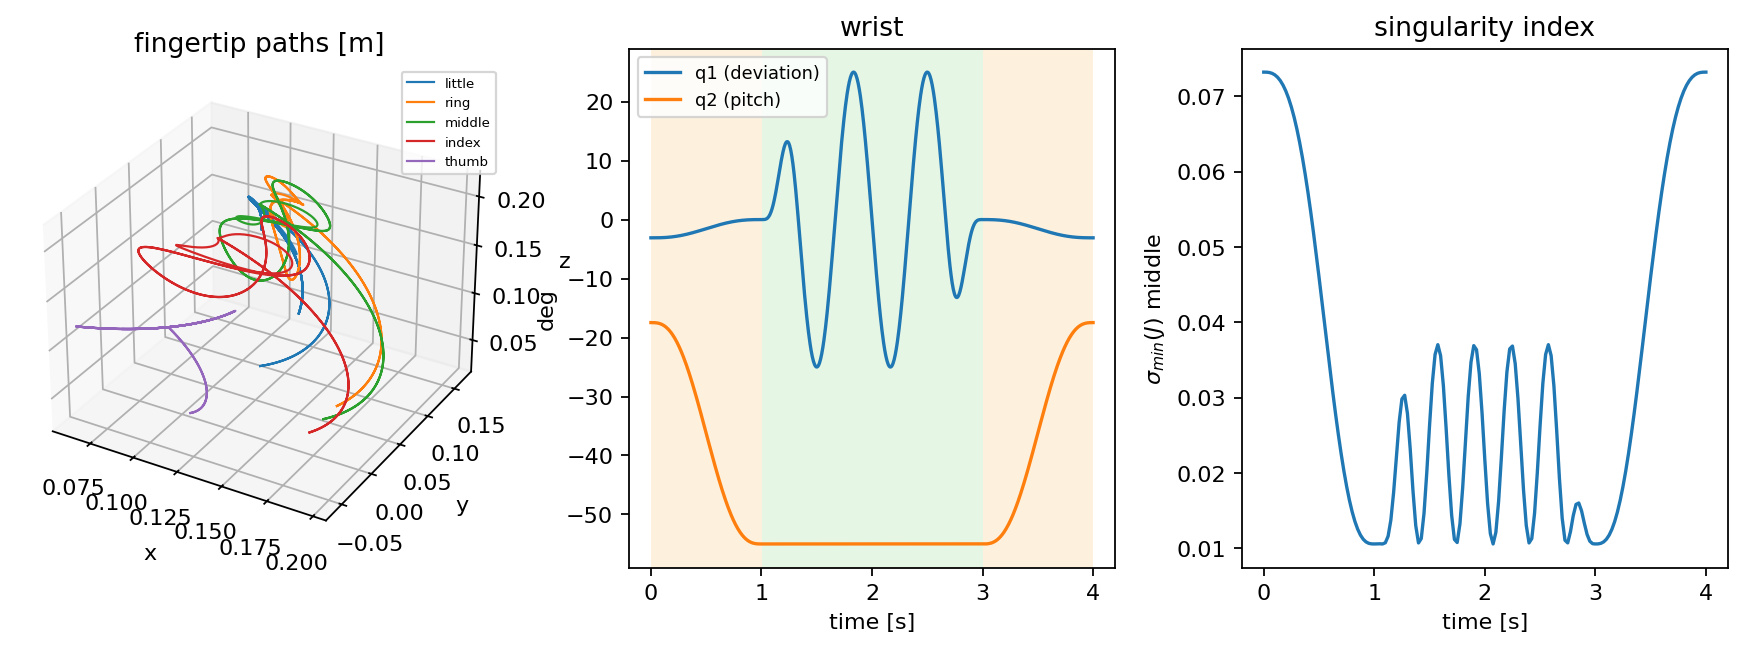 fingertip paths [m]
little
ring
middle
index
thumb
0.20
0.15
0.10
0.05
z
0.15
0.10
0.05
0.00
−0.05
y
0.075
0.100
0.125
0.150
0.175
0.200
x
wrist
q1 (deviation)
q2 (pitch)
20
10
0
−10
−20
−30
−40
−50
deg
0 1 2 3 4
time [s]
singularity index
0.07
0.06
0.05
0.04
0.03
0.02
0.01
σmin(J) middle
0 1 2 3 4
time [s]